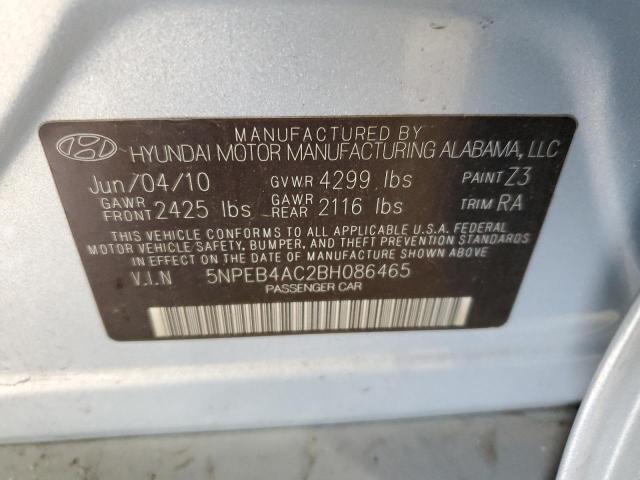 MANUFACTURED BY
HYUNDAI MOTOR MANUFACTURING ALABAMA, LLC
Jun/04/10 GVWR 4299 lbs PAINT Z3
GAWR FRONT 2425 lbs GAWR REAR 2116 lbs TRIM RA
THIS VEHICLE CONFORMS TO ALL APPLICABLE U.S.A. FEDERAL
MOTOR VEHICLE SAFETY, BUMPER, AND THEFT PREVENTION STANDARDS
IN EFFECT ON THE DATE OF MANUFACTURE SHOWN ABOVE
V.I.N 5NPEB4AC2BH086465
PASSENGER CAR